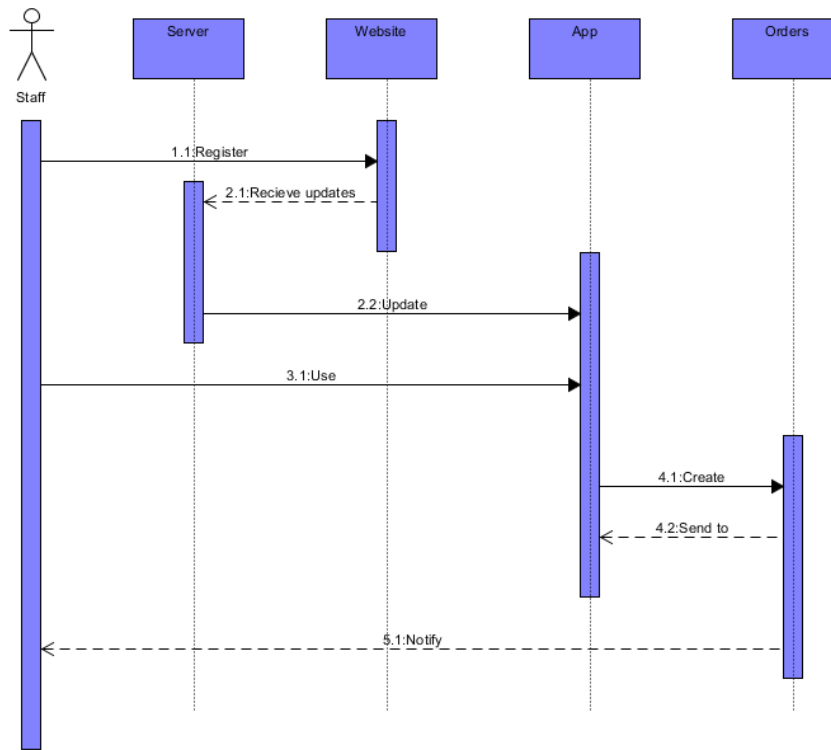 Server
Website
App
Orders
Staff
1.1:Register
2.1:Recieve updates
2.2:Update
3.1:Use
4.1:Create
4.2:Send to
5.1:Notify